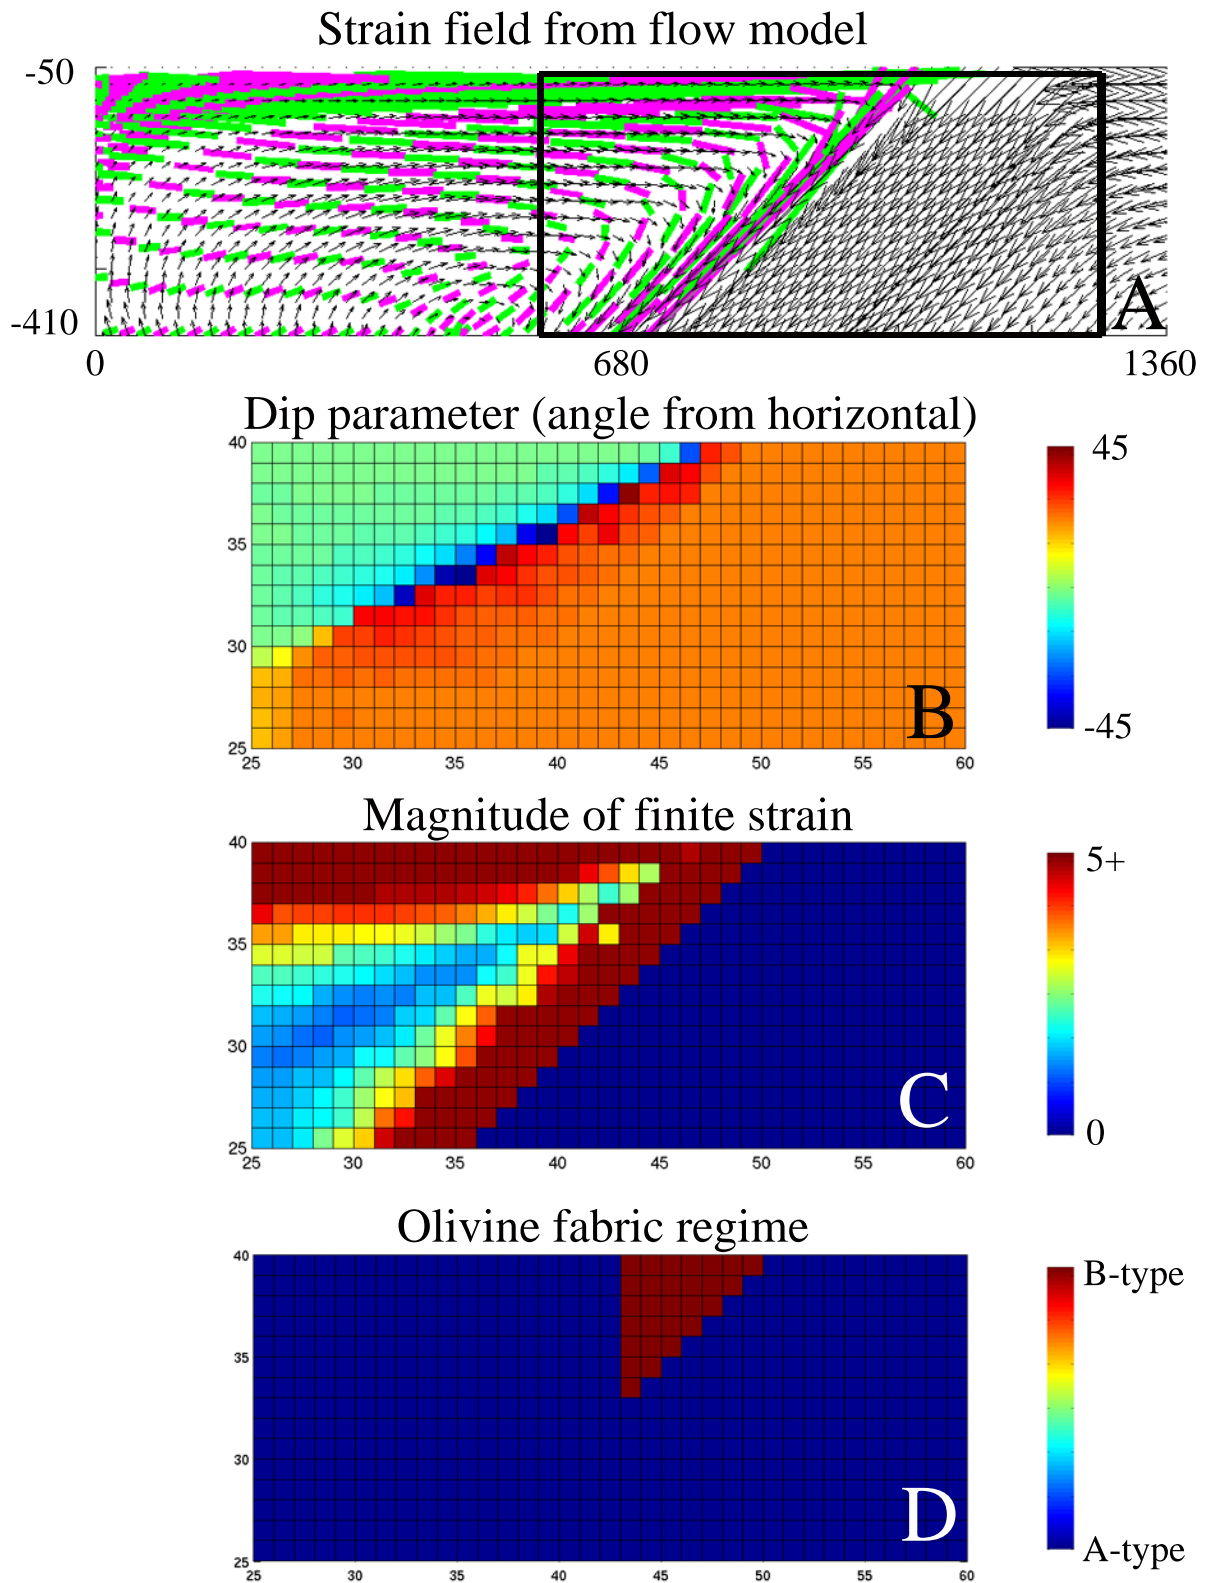 Strain field from flow model
-50
-410
A
0 680 1360
Dip parameter (angle from horizontal)
40
35
30
25
25 30 35 40 45 50 55 60
B
45
-45
Magnitude of finite strain
40
35
30
25
25 30 35 40 45 50 55 60
C
5+
0
Olivine fabric regime
40
35
30
25
25 30 35 40 45 50 55 60
D
B-type
A-type